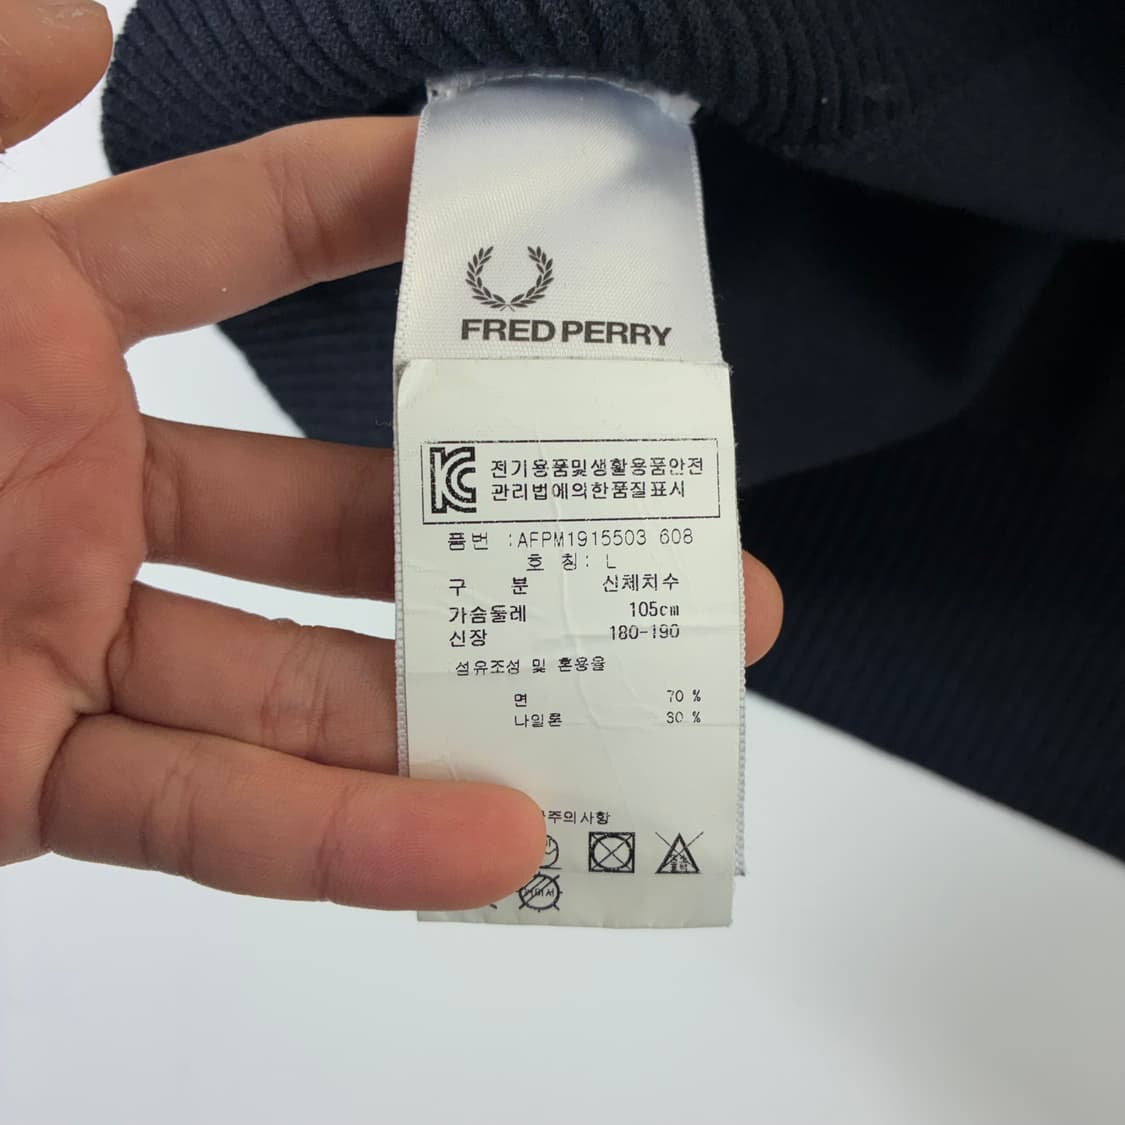 FRED PERRY
KC 전기용품및생활용품안전
관리법에의한품질표시
품번 :AFPM1915503 608
호 칭: L
구 분 신체치수
가슴둘레 105cm
신장 180-190
섬유조성 및 혼용율
면 70 %
나일론 30 %
주의사항